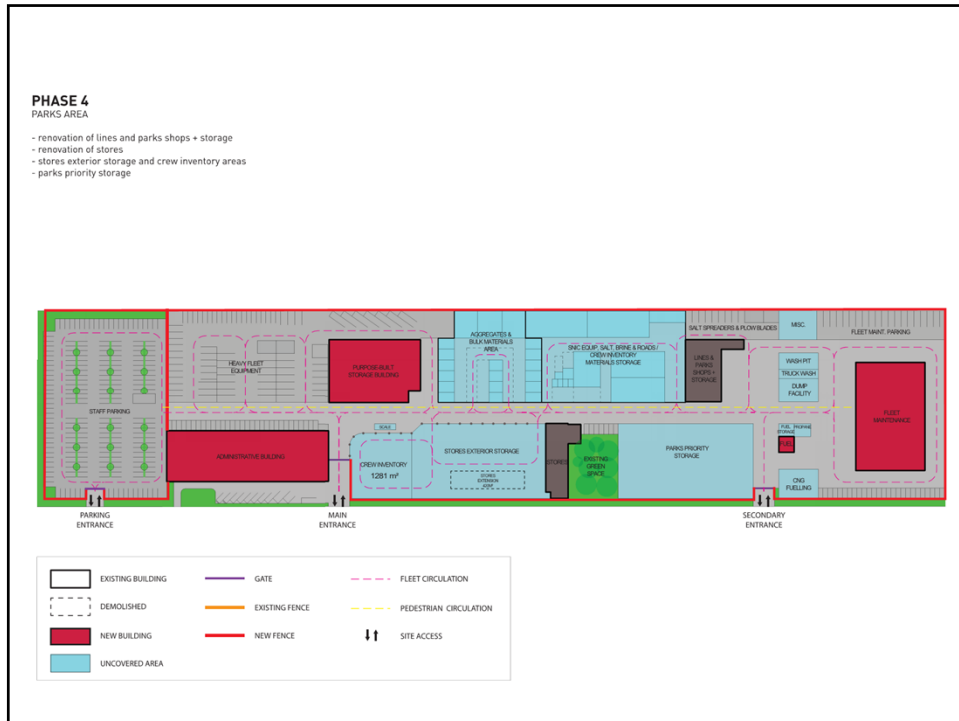 PHASE 4
PARKS AREA
- renovation of lines and parks shops + storage
- renovation of stores
- stores exterior storage and crew inventory areas
- parks priority storage
STAFF PARKING
HEAVY FLEET
EQUIPMENT
PURPOSE-BUILT
STORAGE BUILDING
AGGREGATES &
BULK MATERIALS
AREA
SNIC EQUIP, SALT, BRINE & ROADS /
CREW INVENTORY
MATERIALS STORAGE
SALT SPREADERS & PLOW BLADES
LINES &
PARKS
SHOPS +
STORAGE
MISC.
FLEET MAINT. PARKING
WASH PIT
TRUCK WASH
DUMP
FACILITY
FLEET
MAINTENANCE
ADMINISTRATIVE BUILDING
SCALE
CREW INVENTORY
1281 m²
STORES EXTERIOR STORAGE
STORES
EXTENSION
STORES
EXISTING
GREEN
SPACE
PARKS PRIORITY
STORAGE
FUEL
STORAGE
PROPANE
FUEL
CNG
FUELLING
PARKING
ENTRANCE
MAIN
ENTRANCE
SECONDARY
ENTRANCE
EXISTING BUILDING
DEMOLISHED
NEW BUILDING
UNCOVERED AREA
GATE
EXISTING FENCE
NEW FENCE
FLEET CIRCULATION
PEDESTRIAN CIRCULATION
SITE ACCESS